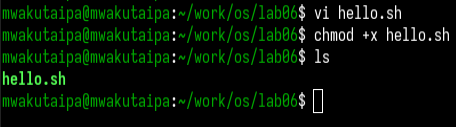 mwakutaipa@mwakutaipa:~/work/os/lab06$ vi hello.sh
mwakutaipa@mwakutaipa:~/work/os/lab06$ chmod +x hello.sh
mwakutaipa@mwakutaipa:~/work/os/lab06$ ls
hello.sh
mwakutaipa@mwakutaipa:~/work/os/lab06$